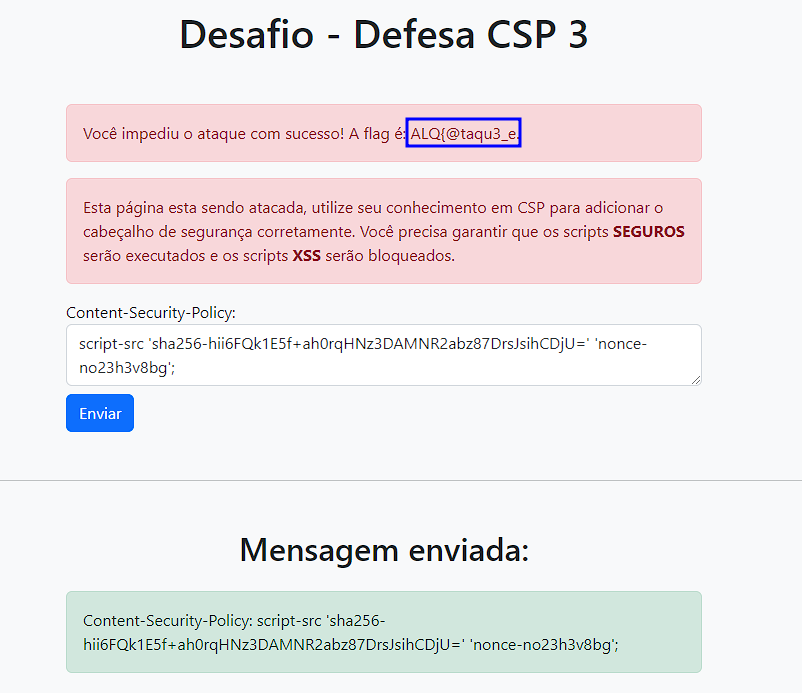 Desafio - Defesa CSP 3
Você impediu o ataque com sucesso! A flag é: ALQ{@taqu3_e.
Esta página esta sendo atacada, utilize seu conhecimento em CSP para adicionar o
cabeçalho de segurança corretamente. Você precisa garantir que os scripts SEGUROS
serão executados e os scripts XSS serão bloqueados.
Content-Security-Policy:
script-src 'sha256-hii6FQk1E5f+ah0rqHNz3DAMNR2abz87DrsJsihCDjU=' 'nonce-
no23h3v8bg';
Enviar
Mensagem enviada:
Content-Security-Policy: script-src 'sha256-
hii6FQk1E5f+ah0rqHNz3DAMNR2abz87DrsJsihCDjU=' 'nonce-no23h3v8bg';